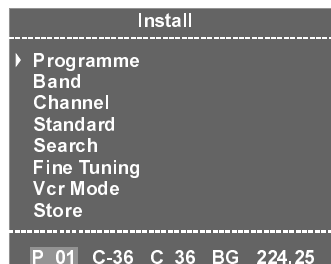 Install
Programme
Band
Channel
Standard
Search
Fine Tuning
Vcr Mode
Store
P 01 C-36 C 36 BG 224.25